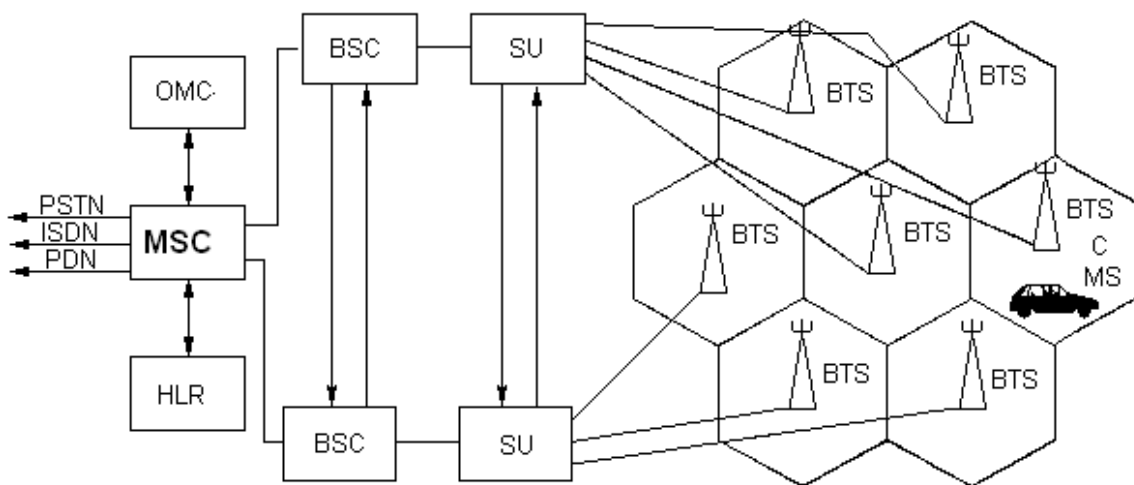 BSC
SU
BTS
BTS
OMC
PSTN
ISDN
PDN
MSC
BTS
BTS
BTS
C
MS
HLR
BTS
BTS
BSC
SU